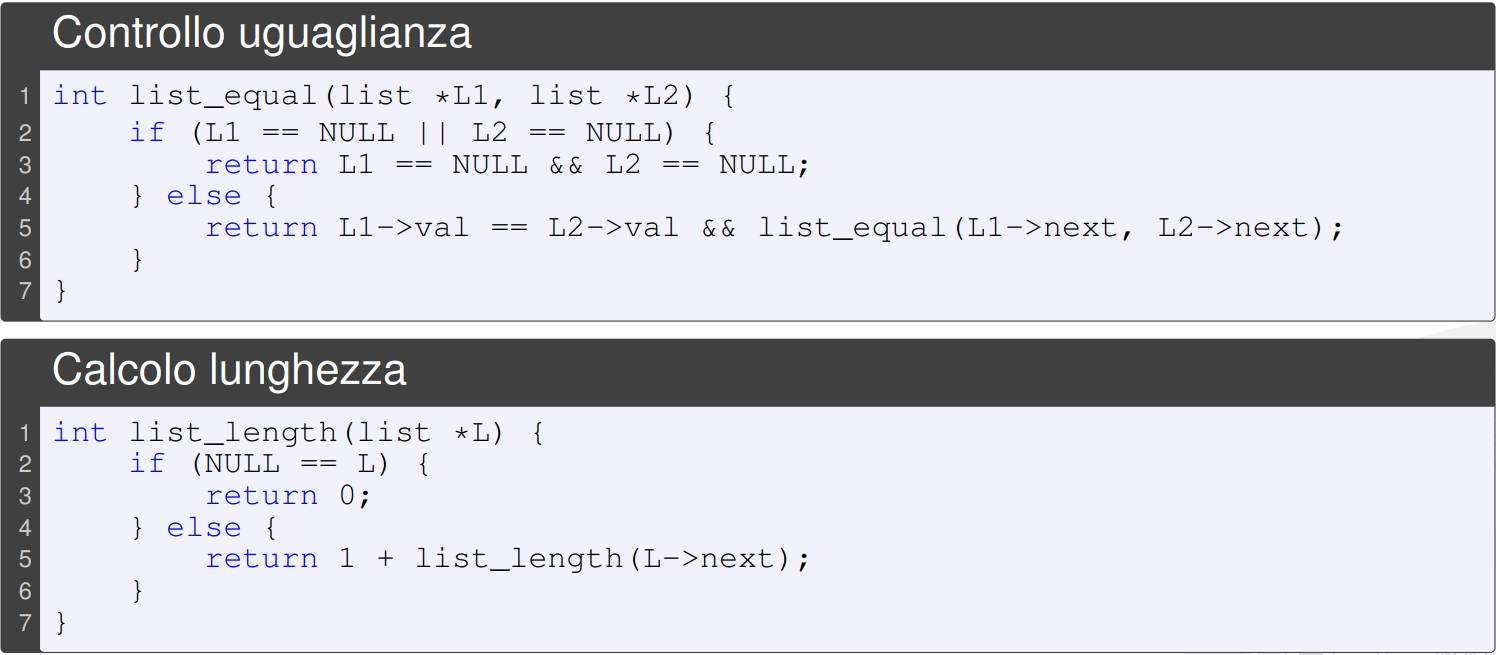 Controllo uguaglianza
1 int list_equal(list *L1, list *L2) {
2     if (L1 == NULL || L2 == NULL) {
3         return L1 == NULL && L2 == NULL;
4     } else {
5         return L1->val == L2->val && list_equal(L1->next, L2->next);
6     }
7 }
Calcolo lunghezza
1 int list_length(list *L) {
2     if (NULL == L) {
3         return 0;
4     } else {
5         return 1 + list_length(L->next);
6     }
7 }